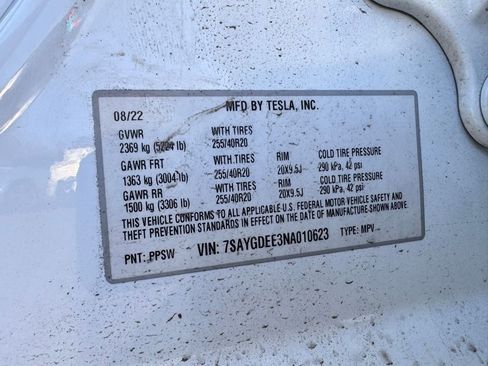 08/22 MFD BY TESLA, INC.
GVWR WITH TIRES
2369 kg (5224 lb) 255/40R20
GAWR FRT WITH TIRES RIM COLD TIRE PRESSURE
1363 kg (3004 lb) 255/40R20 20X9.5J 290 kPa, 42 psi
GAWR RR WITH TIRES RIM COLD TIRE PRESSURE
1500 kg (3306 lb) 255/40R20 20X9.5J 290 kPa, 42 psi
THIS VEHICLE CONFORMS TO ALL APPLICABLE U.S. FEDERAL MOTOR VEHICLE SAFETY AND
THEFT PREVENTION STANDARDS IN EFFECT ON THE DATE OF MANUFACTURE SHOWN ABOVE.
PNT: PPSW VIN: 7SAYGDEE3NA010623 TYPE: MPV